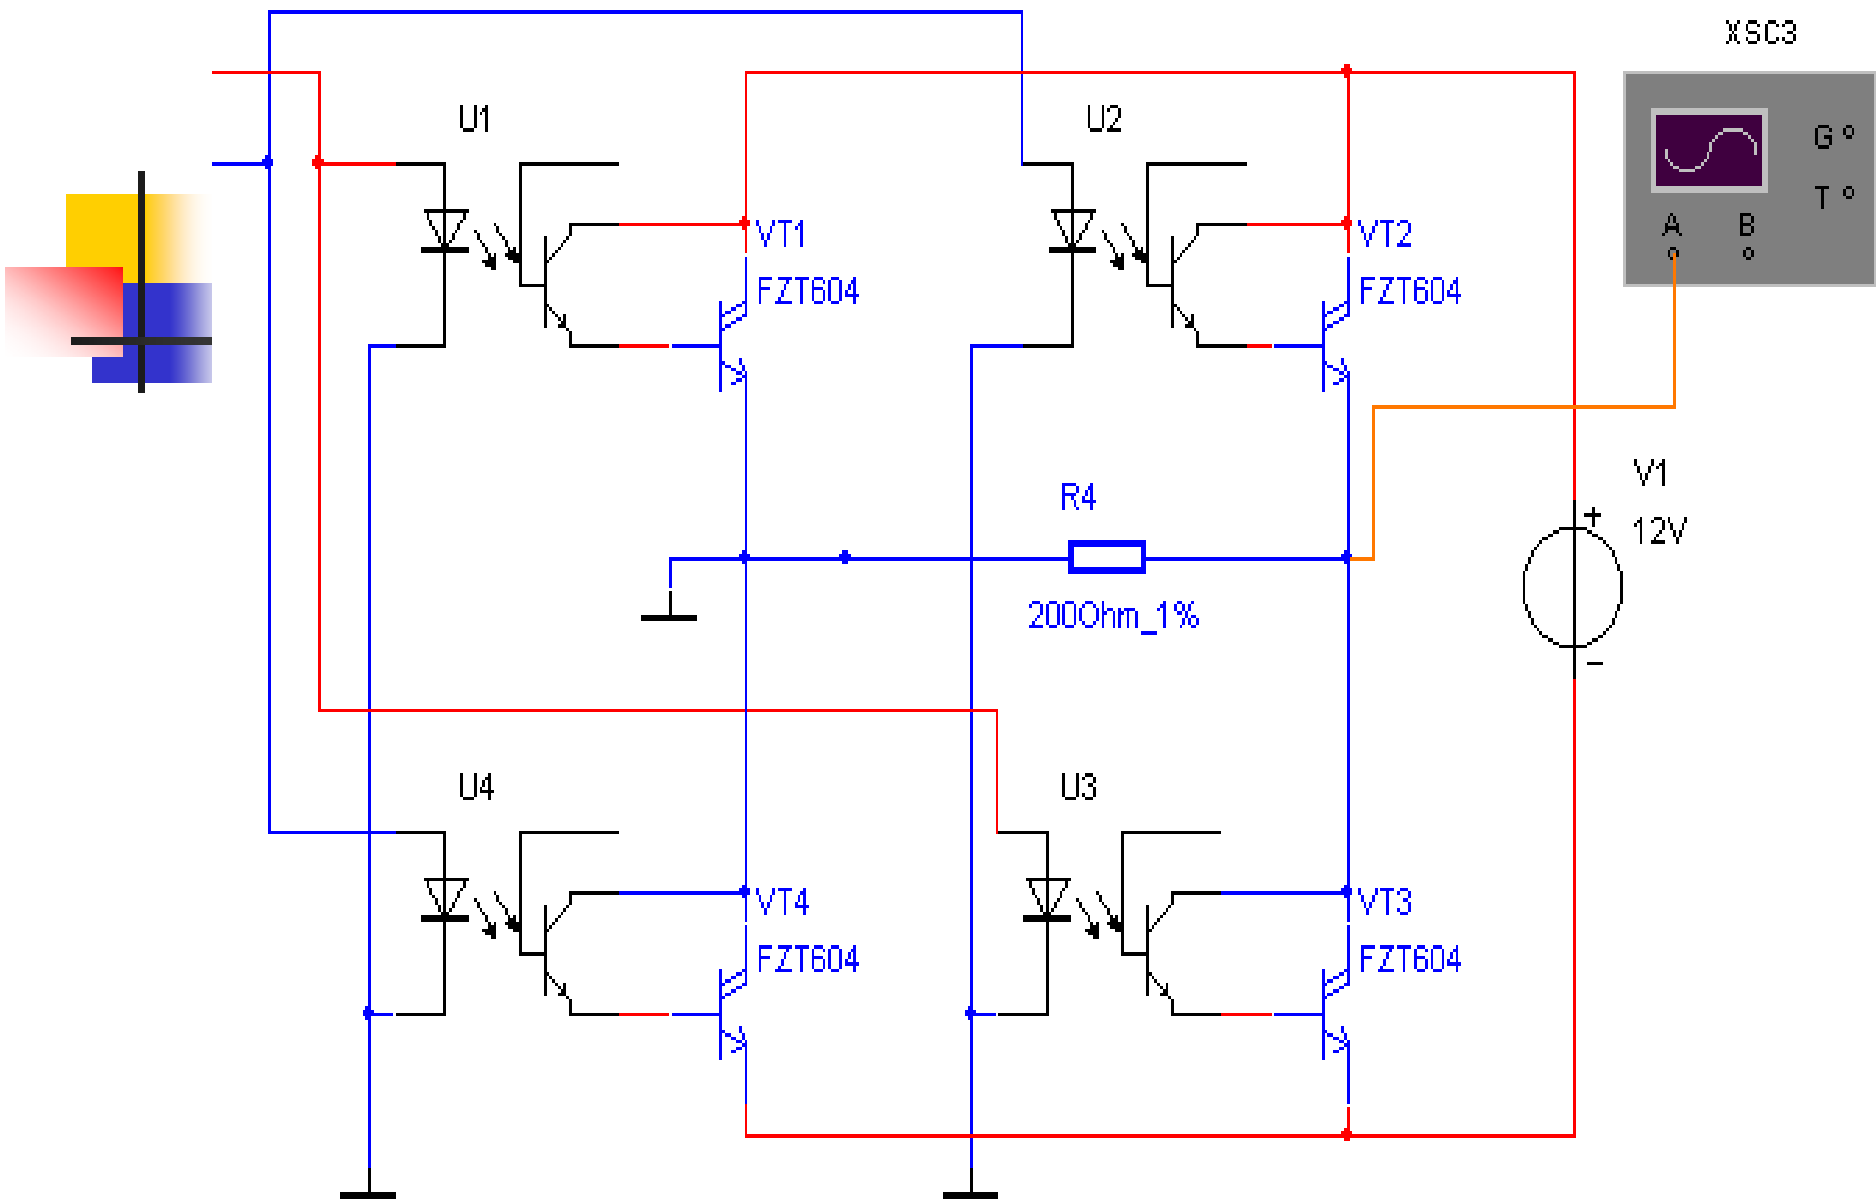 XSC3
U1
U2
G
T
A B
VT1
FZT604
VT2
FZT604
V1
+
12V
−
R4
200Ohm_1%
U4
U3
VT4
FZT604
VT3
FZT604